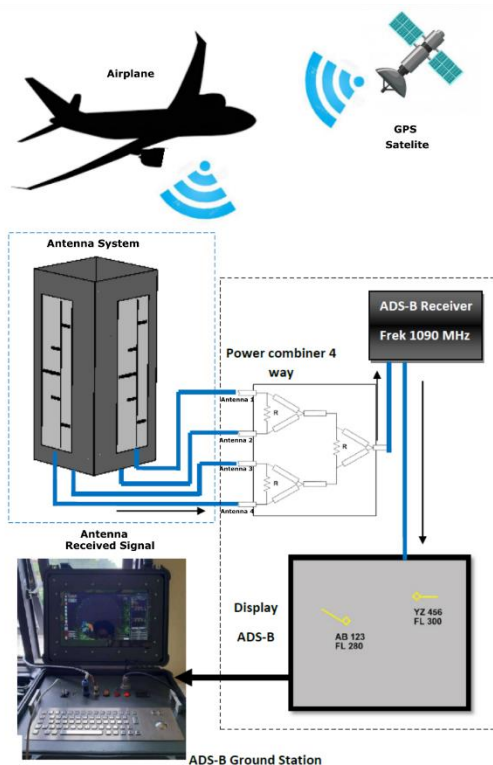 Airplane
GPS
Satelite
Antenna System
ADS-B Receiver
Frek 1090 MHz
Power combiner 4
way
Antenna 1
R
Antenna 2
R
Antenna 3
R
Antenna 4
Antenna
Received Signal
Display
ADS-B
YZ 456
FL 300
AB 123
FL 280
ADS-B Ground Station